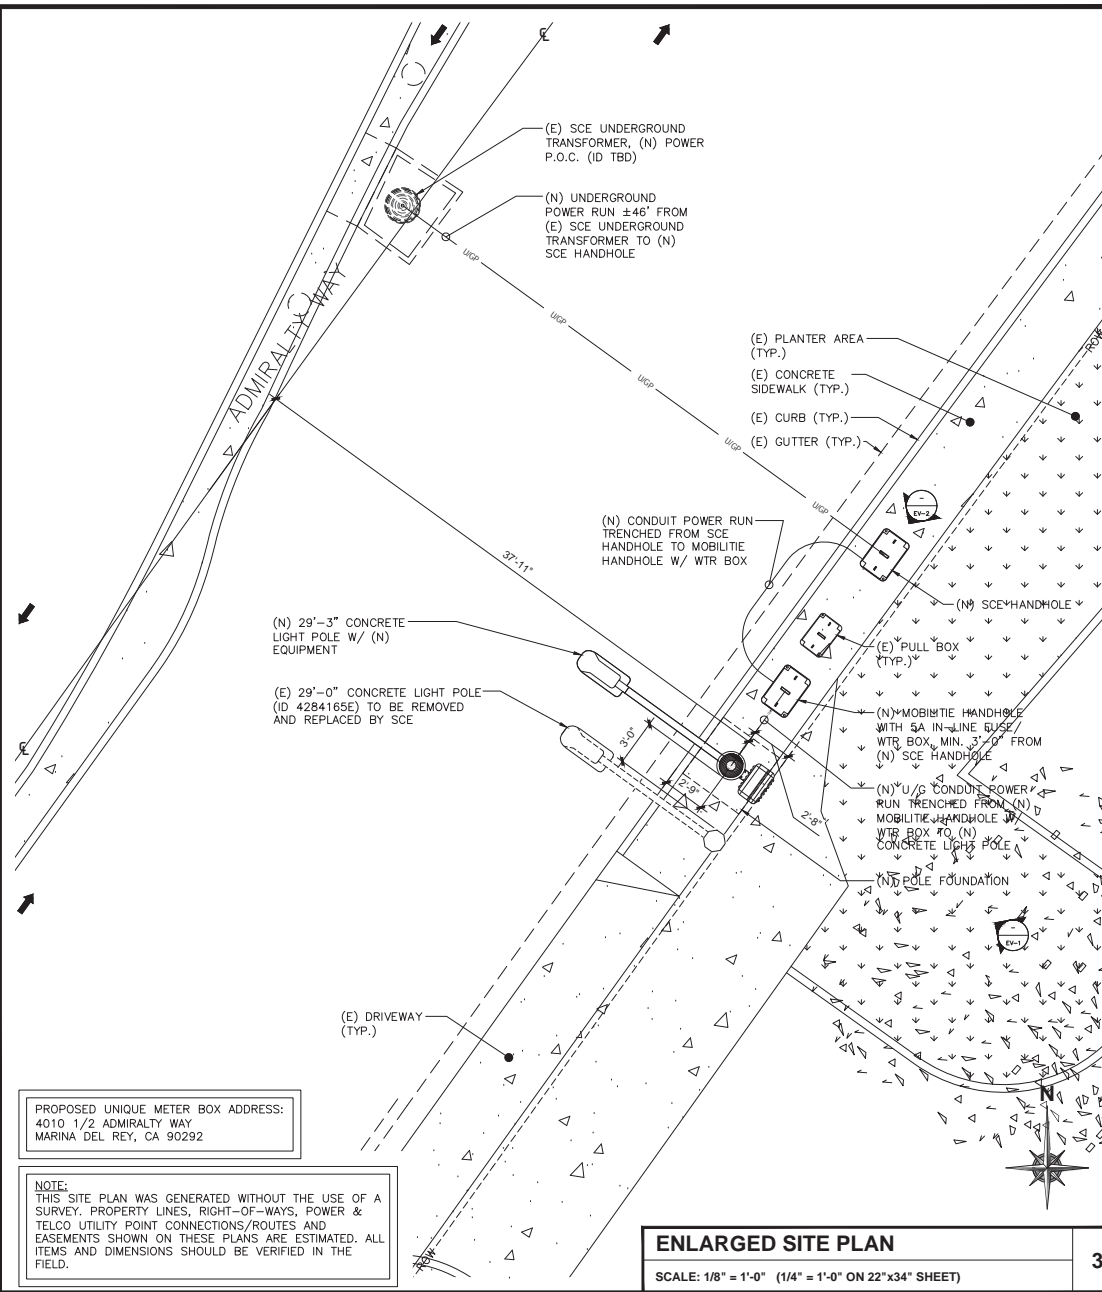 ℄
(E) SCE UNDERGROUND
TRANSFORMER, (N) POWER
P.O.C. (ID TBD)
(N) UNDERGROUND
POWER RUN ±46' FROM
(E) SCE UNDERGROUND
TRANSFORMER TO (N)
SCE HANDHOLE
U/GP
U/GP
U/GP
U/GP
U/GP
ADMIRALTY WAY
(E) PLANTER AREA
(TYP.)
(E) CONCRETE
SIDEWALK (TYP.)
(E) CURB (TYP.)
(E) GUTTER (TYP.)
ROW
-
EV-2
(N) CONDUIT POWER RUN
TRENCHED FROM SCE
HANDHOLE TO MOBILITIE
HANDHOLE W/ WTR BOX
37'-11"
(N) SCE HANDHOLE
(N) 29'-3" CONCRETE
LIGHT POLE W/ (N)
EQUIPMENT
(E) PULL BOX
(TYP.)
(E) 29'-0" CONCRETE LIGHT POLE
(ID 4284165E) TO BE REMOVED
AND REPLACED BY SCE
(N) MOBILITIE HANDHOLE
WITH 5A IN-LINE FUSE/
WTR BOX, MIN. 3'-0" FROM
(N) SCE HANDHOLE
℄
3'-0"
2'-9"
2'-8"
(N) U/G CONDUIT POWER
RUN TRENCHED FROM (N)
MOBILITIE HANDHOLE W/
WTR BOX TO (N)
CONCRETE LIGHT POLE
(N) POLE FOUNDATION
-
EV-1
(E) DRIVEWAY
(TYP.)
N
PROPOSED UNIQUE METER BOX ADDRESS:
4010 1/2 ADMIRALTY WAY
MARINA DEL REY, CA 90292
NOTE:
THIS SITE PLAN WAS GENERATED WITHOUT THE USE OF A
SURVEY. PROPERTY LINES, RIGHT-OF-WAYS, POWER &
TELCO UTILITY POINT CONNECTIONS/ROUTES AND
EASEMENTS SHOWN ON THESE PLANS ARE ESTIMATED. ALL
ITEMS AND DIMENSIONS SHOULD BE VERIFIED IN THE
FIELD.
ROW
ENLARGED SITE PLAN
SCALE: 1/8" = 1'-0" (1/4" = 1'-0" ON 22"x34" SHEET)
3